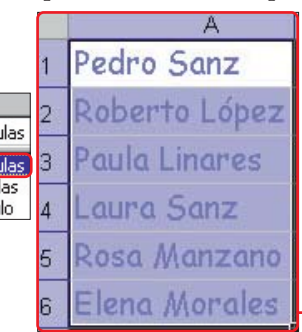 A
1 Pedro Sanz
2 Roberto López
3 Paula Linares
4 Laura Sanz
5 Rosa Manzano
6 Elena Morales